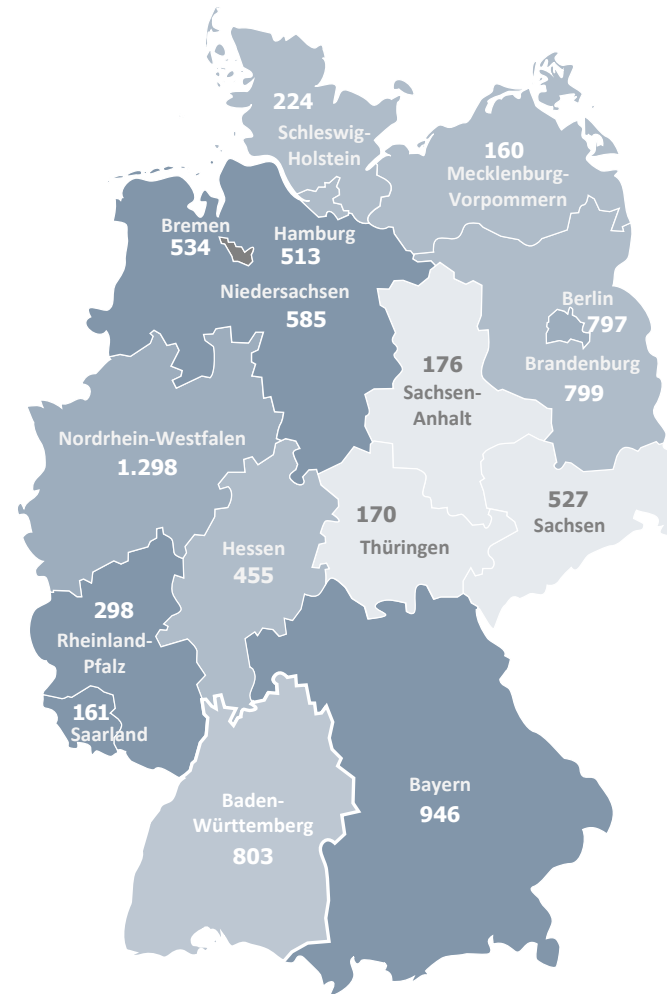 224
Schleswig-
Holstein
160
Mecklenburg-
Vorpommern
Bremen
534
Hamburg
513
Niedersachsen
585
Berlin
797
Brandenburg
799
176
Sachsen-
Anhalt
Nordrhein-Westfalen
1.298
527
Sachsen
170
Thüringen
Hessen
455
298
Rheinland-
Pfalz
161
Saarland
Bayern
946
Baden-
Württemberg
803